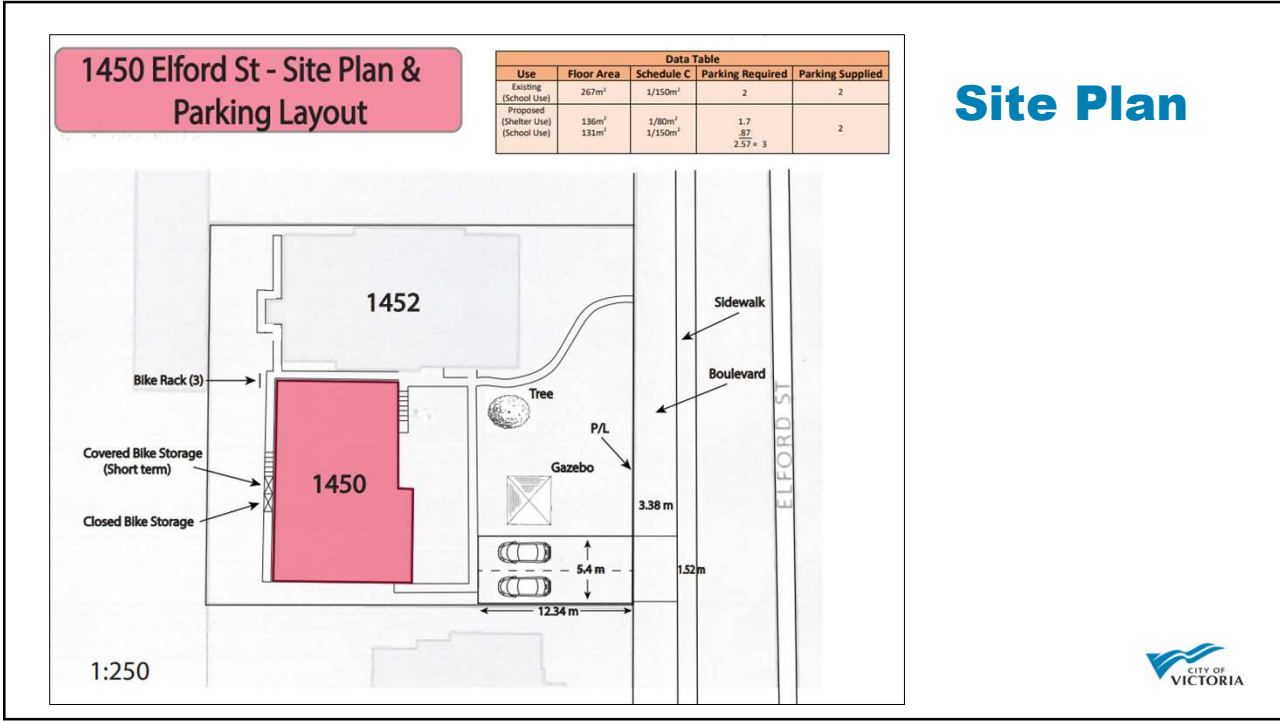 1450 Elford St - Site Plan &
Parking Layout
Data Table
Use Floor Area Schedule C Parking Required Parking Supplied
Existing
(School Use) 267m² 1/150m² 2 2
Proposed
(Shelter Use) 136m² 1/80m² 1.7
(School Use) 131m² 1/150m² .87 2
2.57 = 3
Site Plan
1452
Sidewalk
Boulevard
Bike Rack (3)
Tree
P/L
ELFORD ST
Covered Bike Storage
(Short term)
Gazebo
1450
3.38 m
Closed Bike Storage
5.4 m
1.52m
12.34 m
1:250
CITY OF
VICTORIA